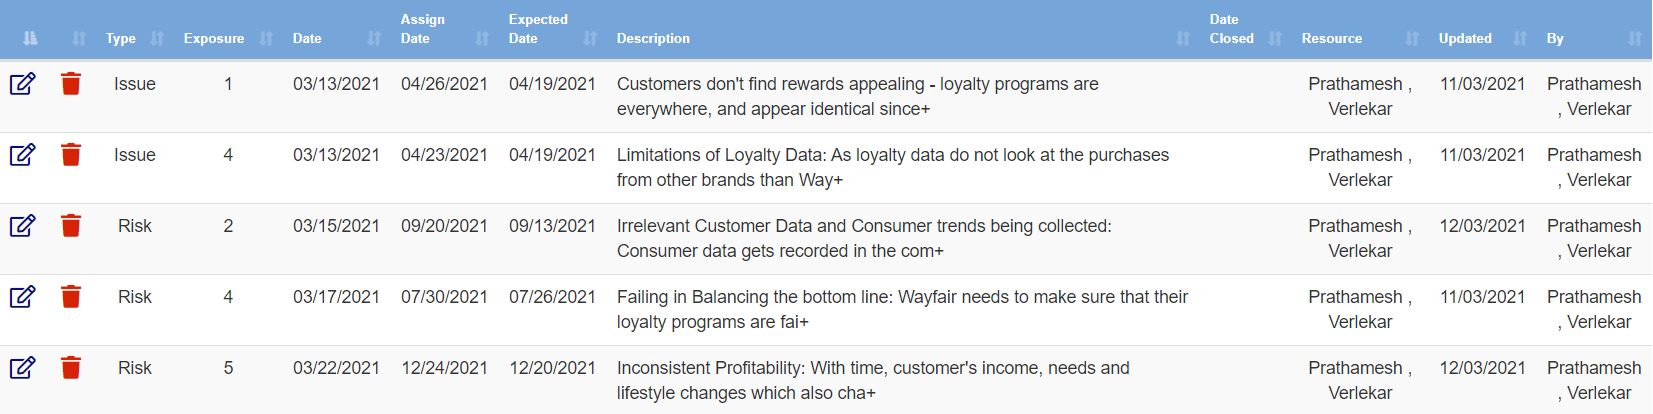 Type Exposure Date Assign Date Expected Date Description Date Closed Resource Updated By
Issue 1 03/13/2021 04/26/2021 04/19/2021 Customers don't find rewards appealing - loyalty programs are Prathamesh , 11/03/2021 Prathamesh
everywhere, and appear identical since+ Verlekar , Verlekar
Issue 4 03/13/2021 04/23/2021 04/19/2021 Limitations of Loyalty Data: As loyalty data do not look at the purchases Prathamesh , 11/03/2021 Prathamesh
from other brands than Way+ Verlekar , Verlekar
Risk 2 03/15/2021 09/20/2021 09/13/2021 Irrelevant Customer Data and Consumer trends being collected: Prathamesh , 12/03/2021 Prathamesh
Consumer data gets recorded in the com+ Verlekar , Verlekar
Risk 4 03/17/2021 07/30/2021 07/26/2021 Failing in Balancing the bottom line: Wayfair needs to make sure that their Prathamesh , 11/03/2021 Prathamesh
loyalty programs are fai+ Verlekar , Verlekar
Risk 5 03/22/2021 12/24/2021 12/20/2021 Inconsistent Profitability: With time, customer's income, needs and Prathamesh , 12/03/2021 Prathamesh
lifestyle changes which also cha+ Verlekar , Verlekar